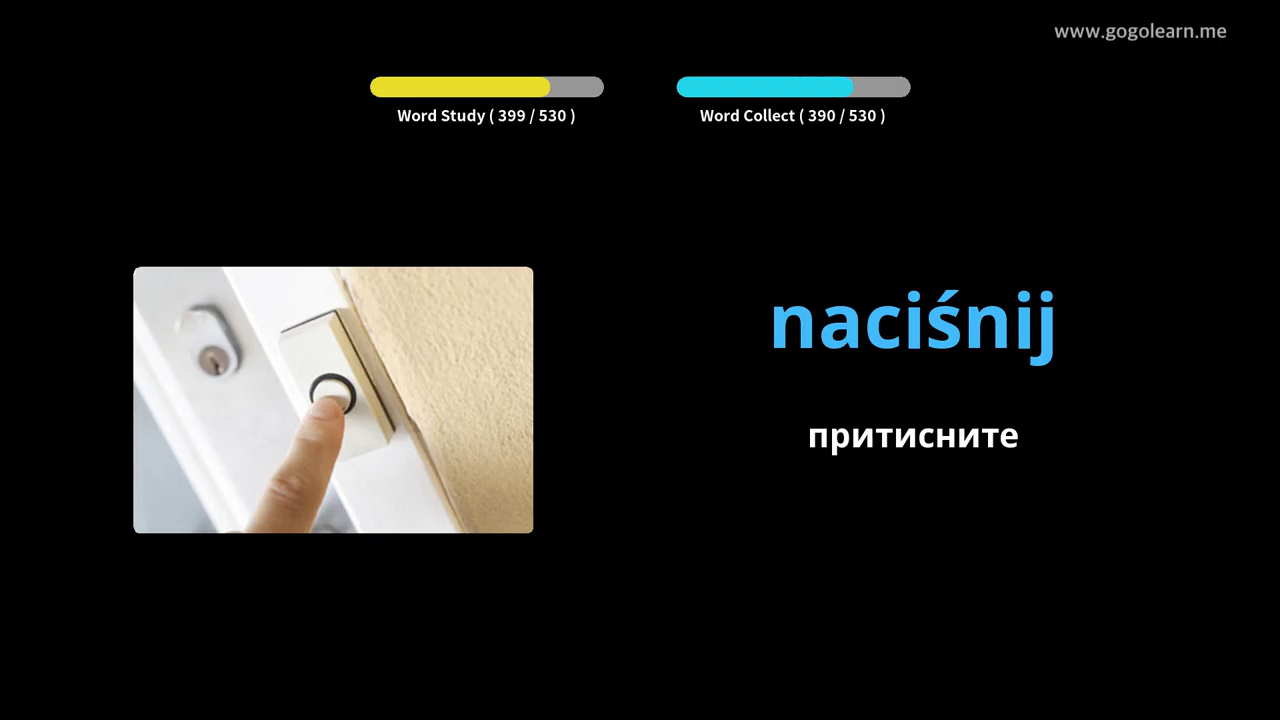 www.gogolearn.me
Word Study ( 399 / 530 )
Word Collect ( 390 / 530 )
naciśnij
притисните